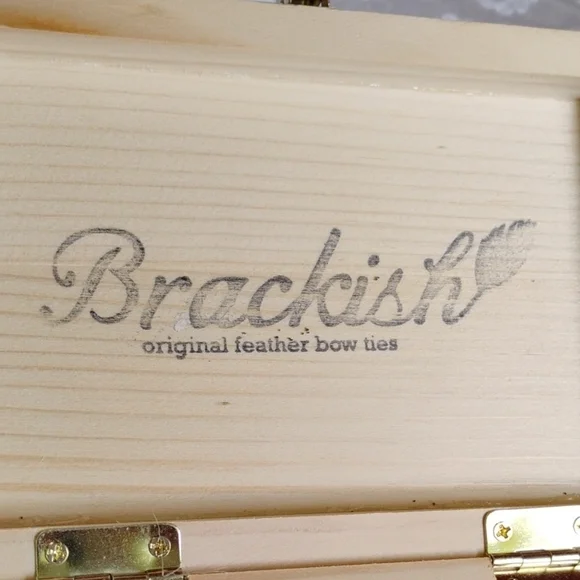 Brackish
original feather bow ties